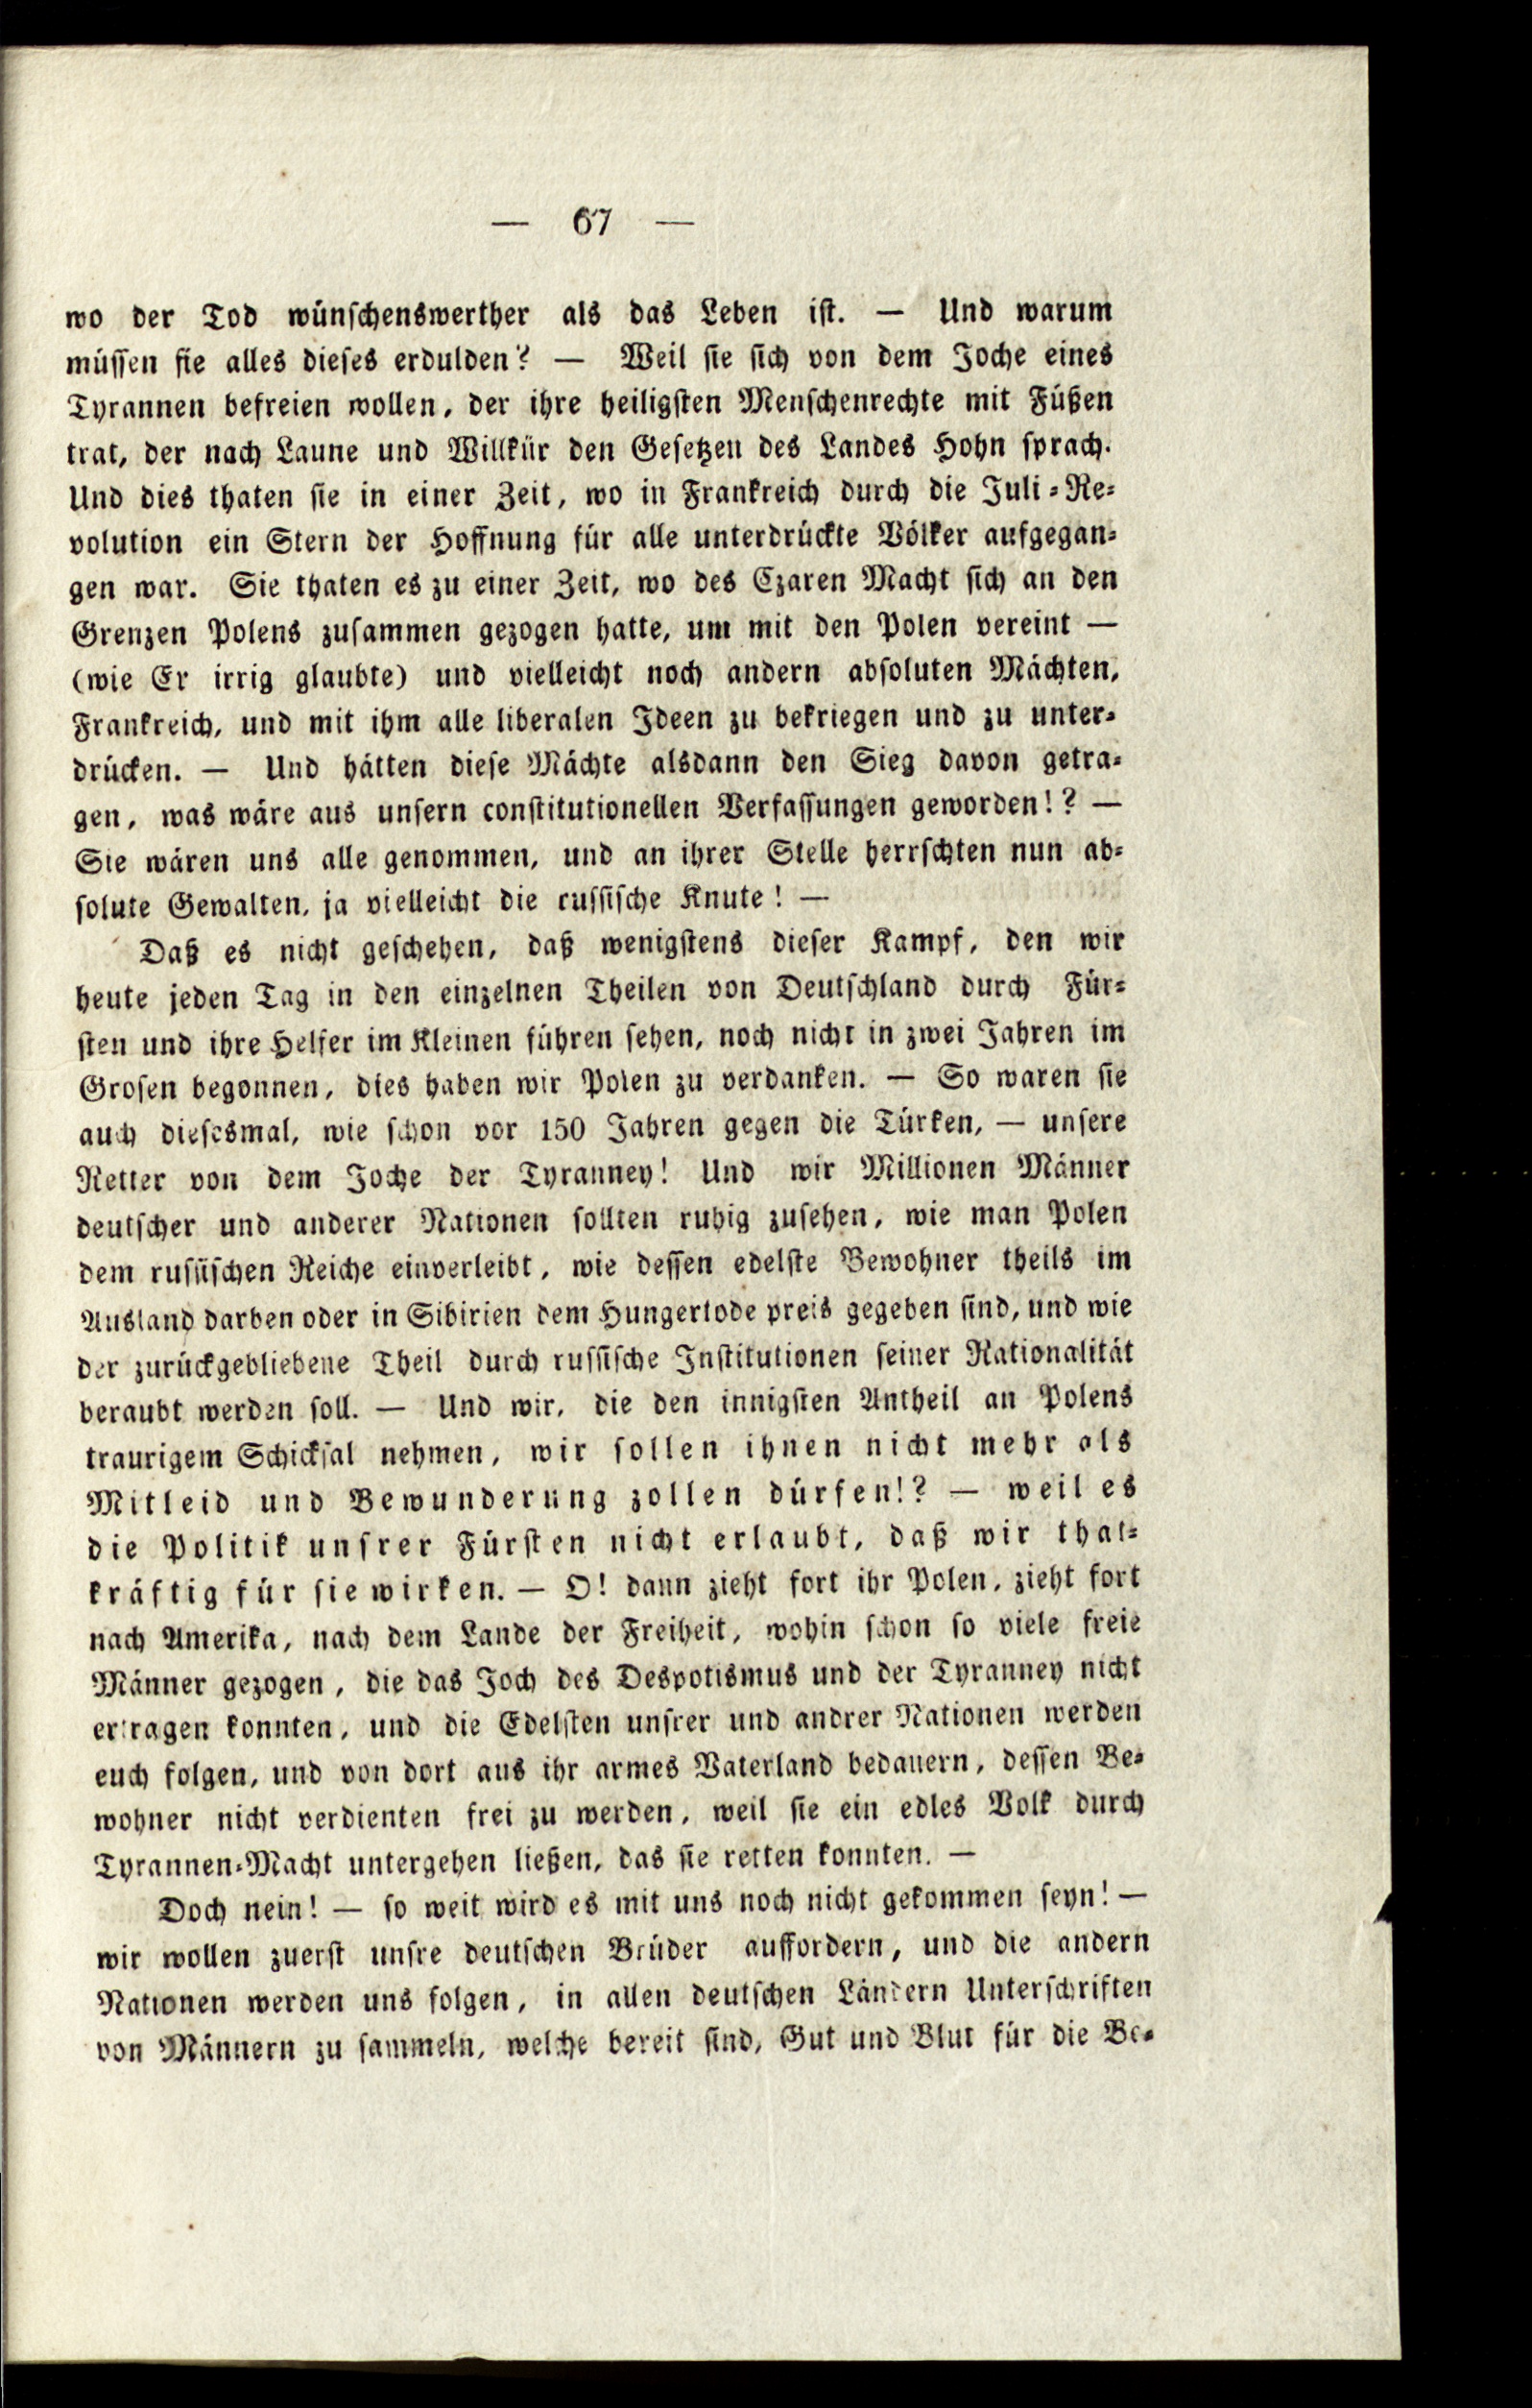 — 67 —
wo der Tod wünschenswerther als das Leben ist. — Und warum
müssen sie alles dieses erdulden? — Weil sie sich von dem Joche eines
Tyrannen befreien wollen, der ihre heiligsten Menschenrechte mit Füßen
trat, der nach Laune und Willkür den Gesetzen des Landes Hohn sprach.
Und dies thaten sie in einer Zeit, wo in Frankreich durch die Juli-Re-
volution ein Stern der Hoffnung für alle unterdrückte Völker aufgegan-
gen war. Sie thaten es zu einer Zeit, wo des Czaren Macht sich an den
Grenzen Polens zusammen gezogen hatte, um mit den Polen vereint —
(wie Er irrig glaubte) und vielleicht noch andern absoluten Mächten,
Frankreich, und mit ihm alle liberalen Ideen zu bekriegen und zu unter-
drücken. — Und hätten diese Mächte alsdann den Sieg davon getra-
gen, was wäre aus unsern constitutionellen Verfassungen geworden!? —
Sie wären uns alle genommen, und an ihrer Stelle herrschten nun ab-
solute Gewalten, ja vielleicht die russische Knute! —
Daß es nicht geschehen, daß wenigstens dieser Kampf, den wir
heute jeden Tag in den einzelnen Theilen von Deutschland durch Für-
sten und ihre Helfer im Kleinen führen sehen, noch nicht in zwei Jahren im
Grosen begonnen, dies haben wir Polen zu verdanken. — So waren sie
auch diesesmal, wie schon vor 150 Jahren gegen die Türken, — unsere
Retter von dem Joche der Tyranney! Und wir Millionen Männer
deutscher und anderer Nationen sollten ruhig zusehen, wie man Polen
dem russischen Reiche einverleibt, wie dessen edelste Bewohner theils im
Ausland darben oder in Sibirien dem Hungertode preis gegeben sind, und wie
der zurückgebliebene Theil durch russische Institutionen seiner Nationalität
beraubt werden soll. — Und wir, die den innigsten Antheil an Polens
traurigem Schicksal nehmen, wir sollen ihnen nicht mehr als
Mitleid und Bewunderung zollen dürfen!? — weil es
die Politik unsrer Fürsten nicht erlaubt, daß wir that-
kräftig für sie wirken. — O! dann zieht fort ihr Polen, zieht fort
nach Amerika, nach dem Lande der Freiheit, wohin schon so viele freie
Männer gezogen, die das Joch des Despotismus und der Tyranney nicht
ertragen konnten, und die Edelsten unsrer und andrer Nationen werden
euch folgen, und von dort aus ihr armes Vaterland bedauern, dessen Be-
wohner nicht verdienten frei zu werden, weil sie ein edles Volk durch
Tyrannen-Macht untergehen ließen, das sie retten konnten. —
Doch nein! — so weit wird es mit uns noch nicht gekommen seyn! —
wir wollen zuerst unsre deutschen Brüder auffordern, und die andern
Nationen werden uns folgen, in allen deutschen Ländern Unterschriften
von Männern zu sammeln, welche bereit sind, Gut und Blut für die Be-